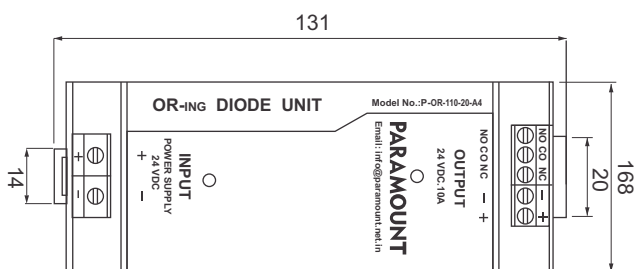 131
OR-ING DIODE UNIT
Model No.:P-OR-110-20-A4
14
+
-
+ -
INPUT
POWER SUPPLY
24 VDC
PARAMOUNT
Email: info@paramount.net.in
OUTPUT
24 VDC.10A
NO CO NC - +
NO CO NC - +
20
168